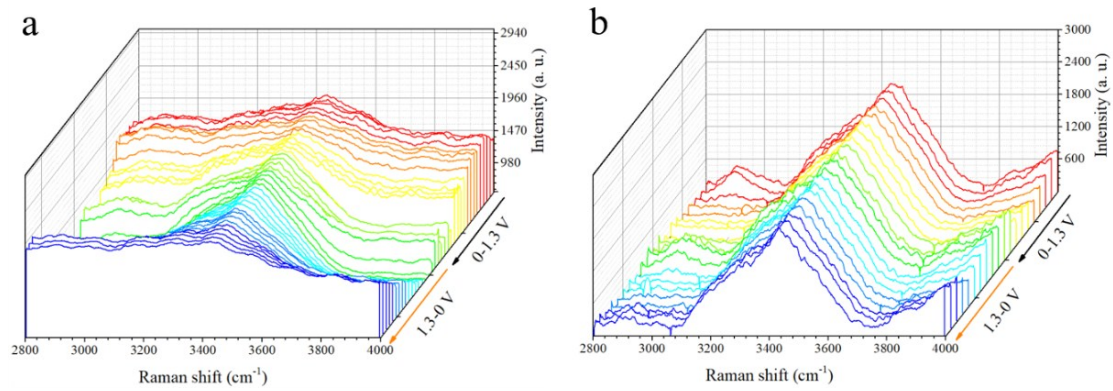 a
2940
2450
1960
1470
980
Intensity (a. u.)
0-1.3 V
1.3-0 V
2800 3000 3200 3400 3600 3800 4000
Raman shift (cm⁻¹)
b
3000
2400
1800
1200
600
Intensity (a. u.)
0-1.3 V
1.3-0 V
2800 3000 3200 3400 3600 3800 4000
Raman shift (cm⁻¹)